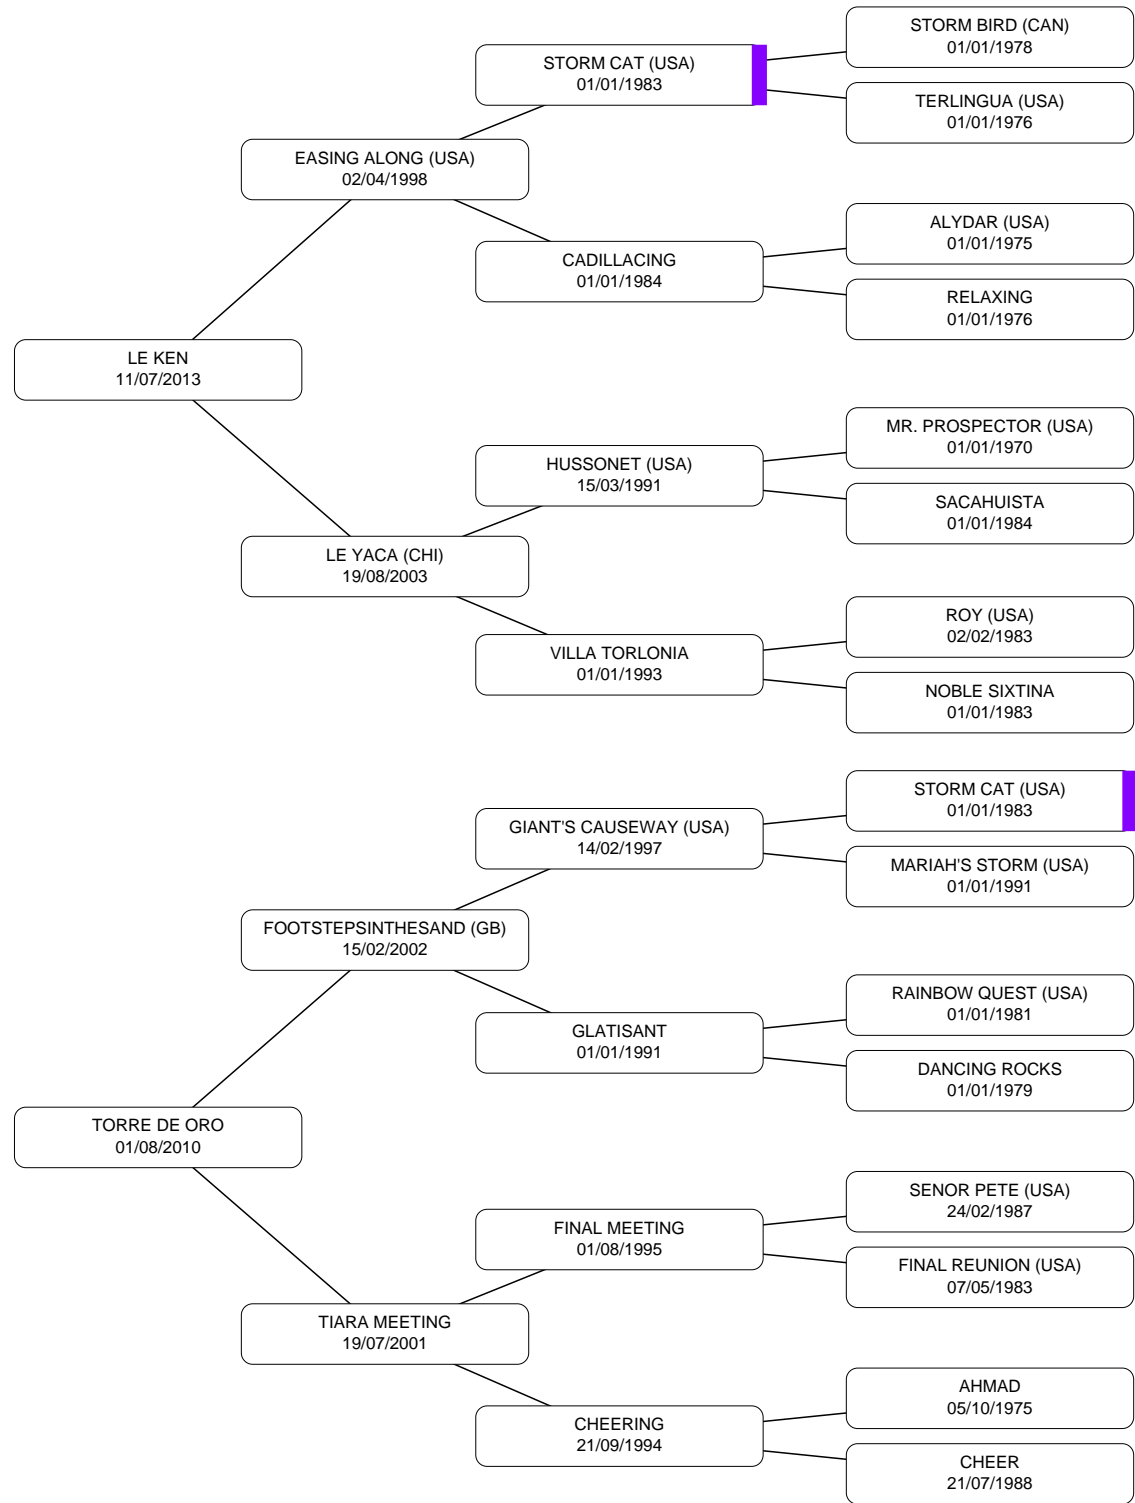 STORM BIRD (CAN)
01/01/1978
STORM CAT (USA)
01/01/1983
TERLINGUA (USA)
01/01/1976
EASING ALONG (USA)
02/04/1998
ALYDAR (USA)
01/01/1975
CADILLACING
01/01/1984
RELAXING
01/01/1976
LE KEN
11/07/2013
MR. PROSPECTOR (USA)
01/01/1970
HUSSONET (USA)
15/03/1991
SACAHUISTA
01/01/1984
LE YACA (CHI)
19/08/2003
ROY (USA)
02/02/1983
VILLA TORLONIA
01/01/1993
NOBLE SIXTINA
01/01/1983
STORM CAT (USA)
01/01/1983
GIANT'S CAUSEWAY (USA)
14/02/1997
MARIAH'S STORM (USA)
01/01/1991
FOOTSTEPSINTHESAND (GB)
15/02/2002
RAINBOW QUEST (USA)
01/01/1981
GLATISANT
01/01/1991
DANCING ROCKS
01/01/1979
TORRE DE ORO
01/08/2010
SENOR PETE (USA)
24/02/1987
FINAL MEETING
01/08/1995
FINAL REUNION (USA)
07/05/1983
TIARA MEETING
19/07/2001
AHMAD
05/10/1975
CHEERING
21/09/1994
CHEER
21/07/1988